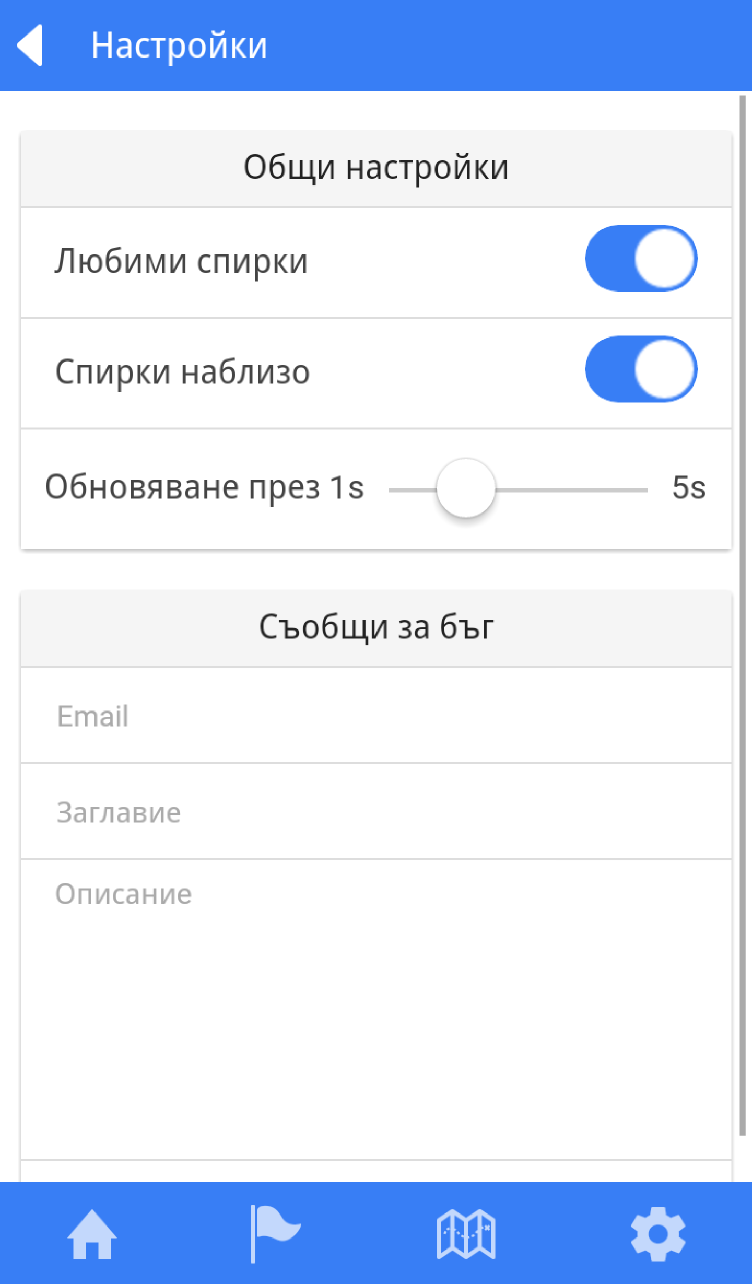 Настройки
Общи настройки
Любими спирки
Спирки наблизо
Обновяване през 1s 5s
Съобщи за бъг
Email
Заглавие
Описание